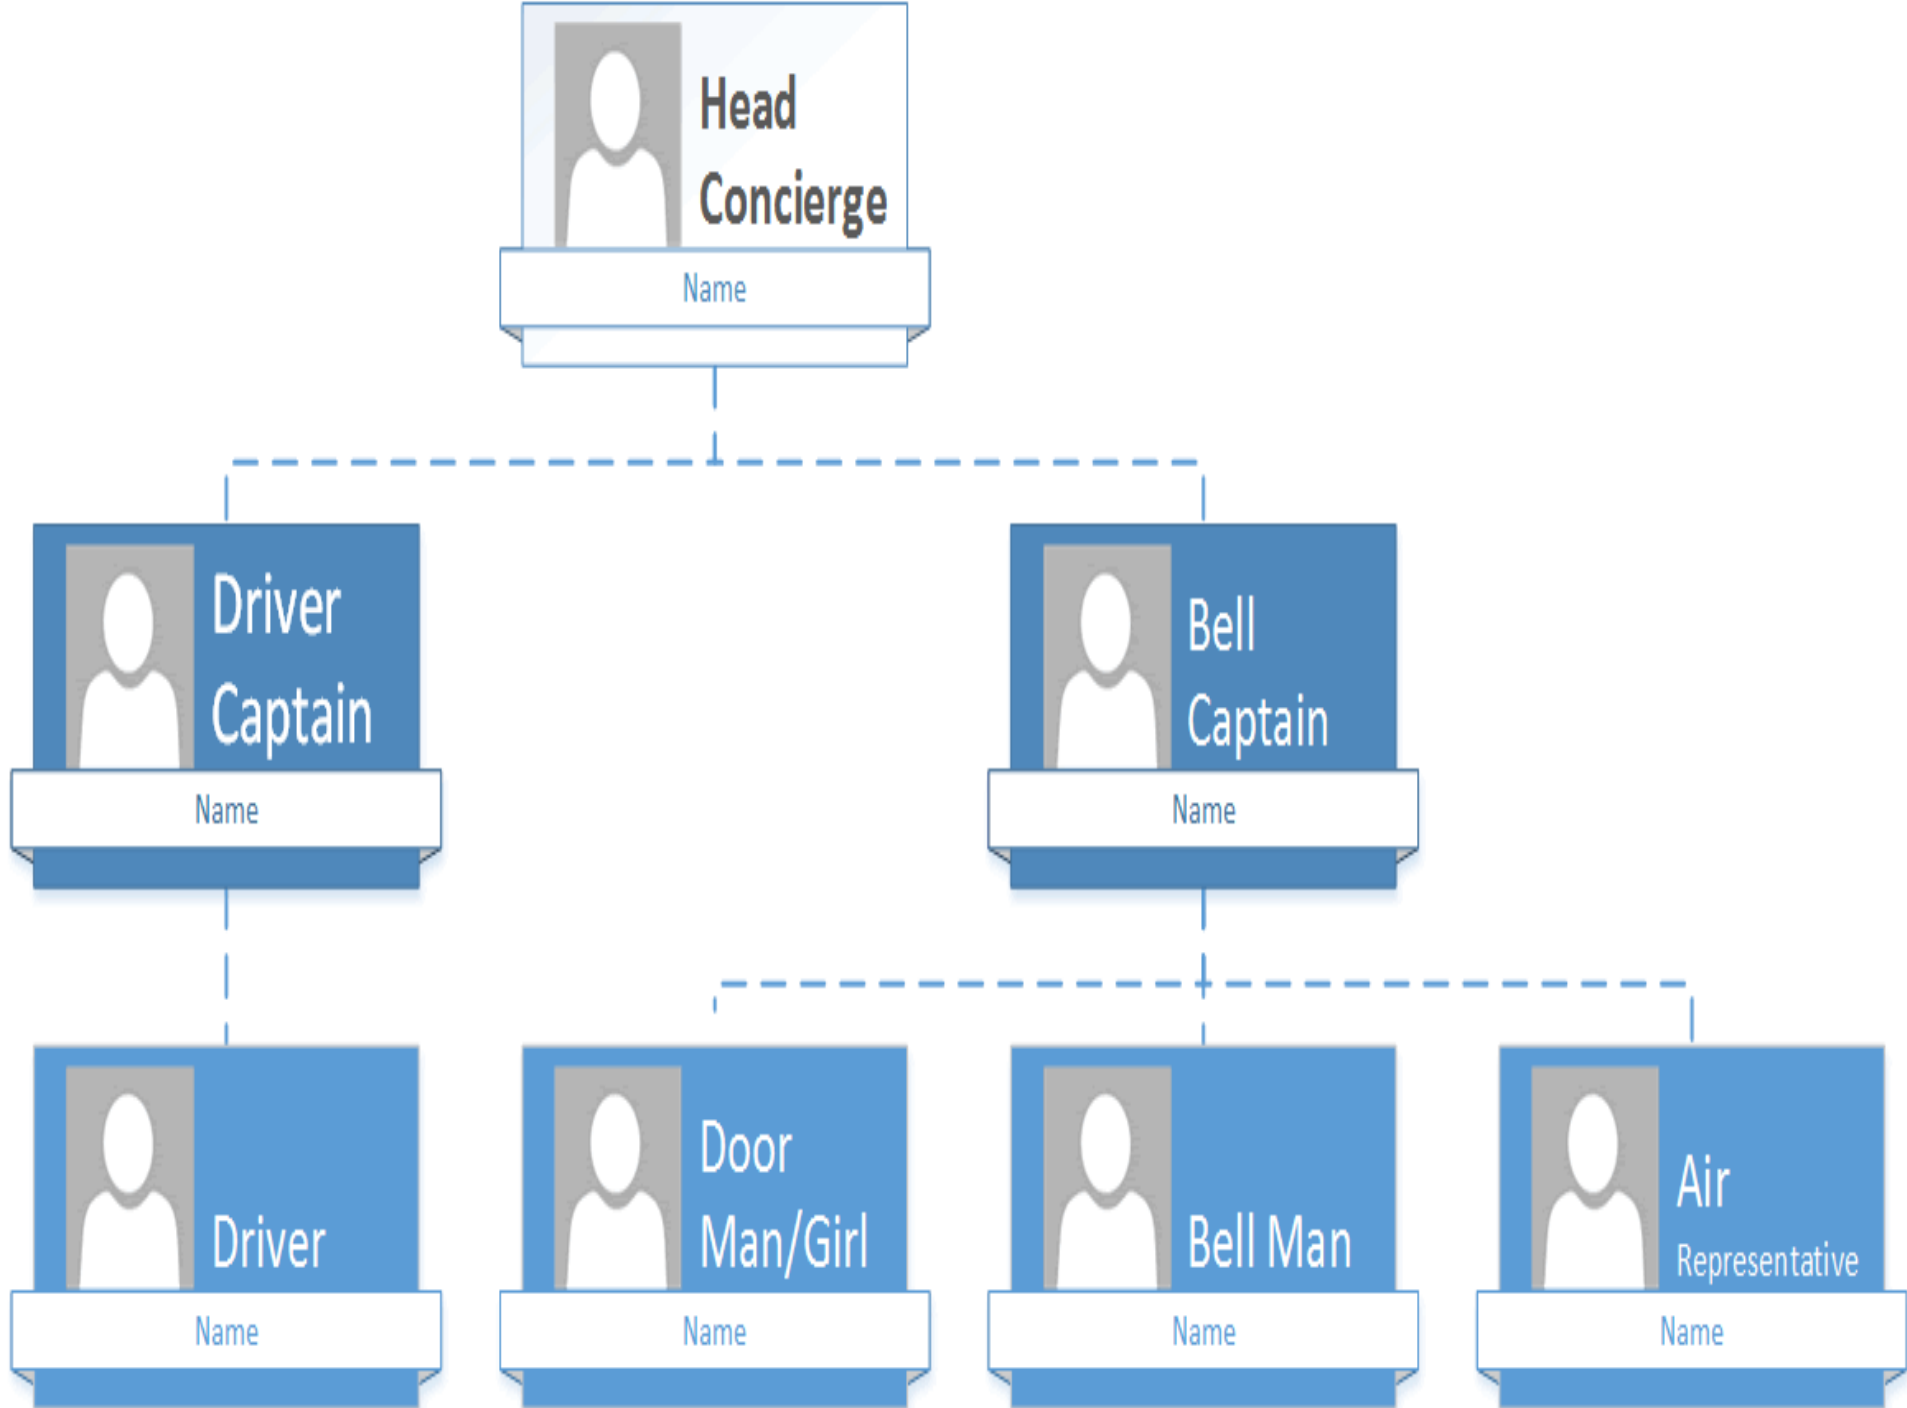 Head
Concierge
Name
Driver
Captain
Name
Bell
Captain
Name
Driver
Name
Door
Man/Girl
Name
Bell Man
Name
Air
Representative
Name